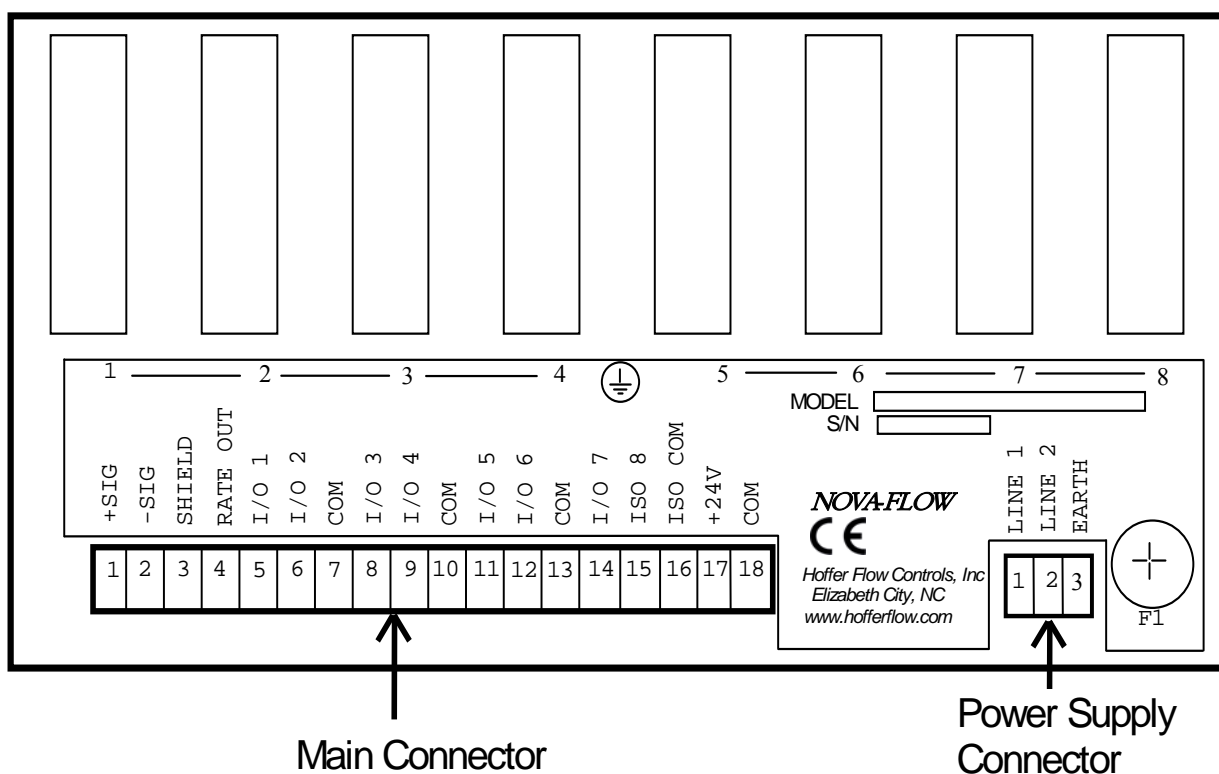 1 2 3 4 5 6 7 8
MODEL
S/N
+SIG
-SIG
SHIELD
RATE OUT
I/O 1
I/O 2
COM
I/O 3
I/O 4
COM
I/O 5
I/O 6
COM
I/O 7
ISO 8
ISO COM
+24V
COM
NOVA-FLOW
CE
Hoffer Flow Controls, Inc
Elizabeth City, NC
www.hofferflow.com
LINE 1
LINE 2
EARTH
1 2 3 4 5 6 7 8 9 10 11 12 13 14 15 16 17 18
1 2 3
F1
Main Connector
Power Supply
Connector